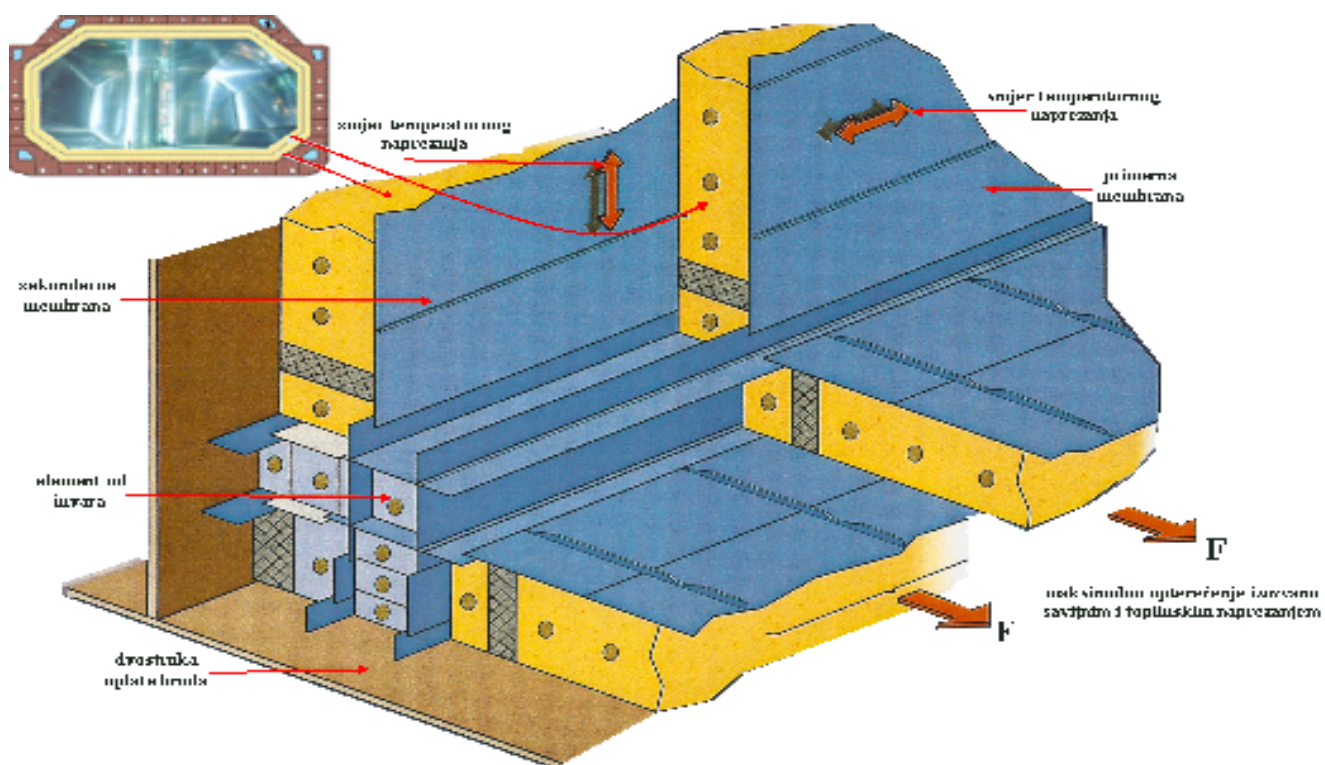 smjer temperaturnog
naprezanja
smjer temperaturnog
naprezanja
primarna
membrana
sekundarna
membrana
element od
invara
F
maksimalno opterećenje izazvano
savojnim i toplinskim naprezanjem
F
dvostruka
oplata broda